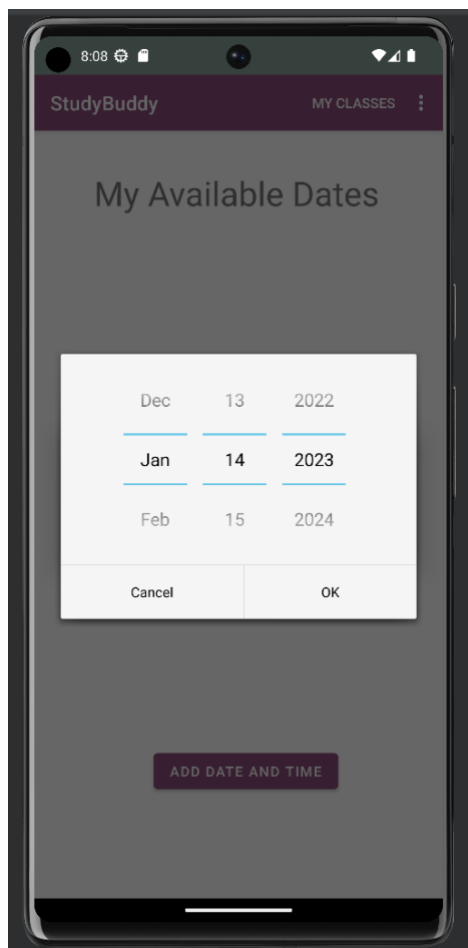 8:08
StudyBuddy MY CLASSES
My Available Dates
Dec 13 2022
Jan 14 2023
Feb 15 2024
Cancel OK
ADD DATE AND TIME